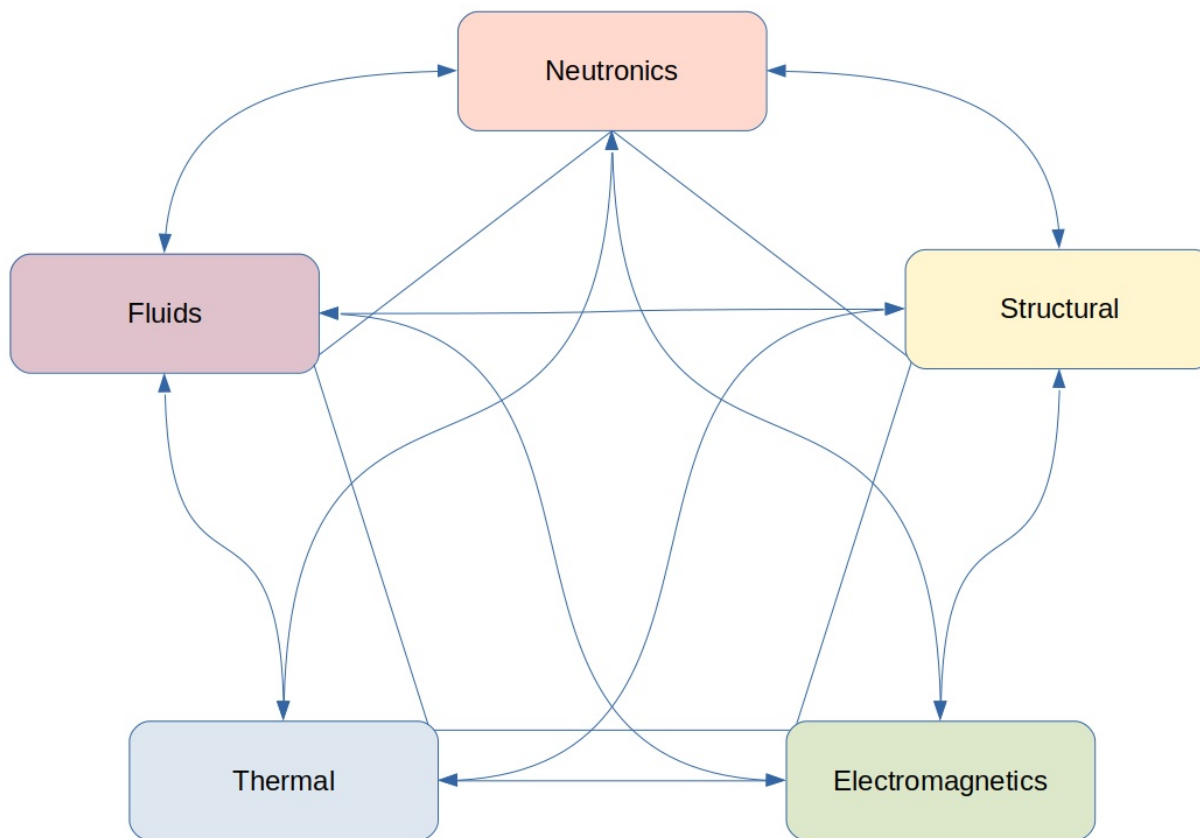 Neutronics
Fluids
Structural
Thermal
Electromagnetics